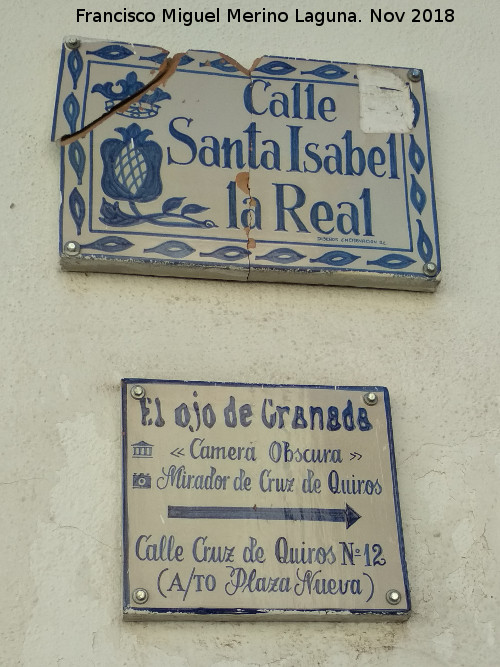 Francisco Miguel Merino Laguna. Nov 2018
Calle
Santa Isabel
la Real
El ojo de Granada
« Camera Obscura »
Mirador de Cruz de Quiros
Calle Cruz de Quiros Nº 12
(A/TO Plaza Nueva)